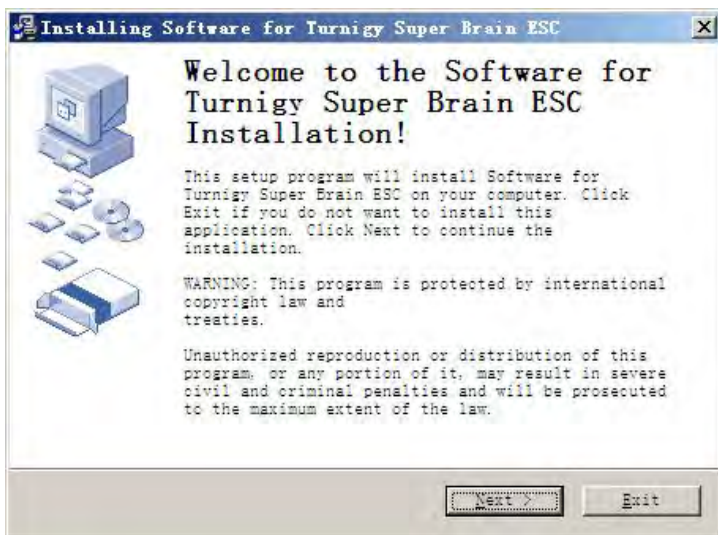 Installing Software for Turnigy Super Brain ESC
Welcome to the Software for
Turnigy Super Brain ESC
Installation!
This setup program will install Software for
Turnigy Super Brain ESC on your computer. Click
Exit if you do not want to install this
application. Click Next to continue the
installation.
WARNING: This program is protected by international
copyright law and
treaties.
Unauthorized reproduction or distribution of this
program, or any portion of it, may result in severe
civil and criminal penalties and will be prosecuted
to the maximum extent of the law.
Next >
Exit